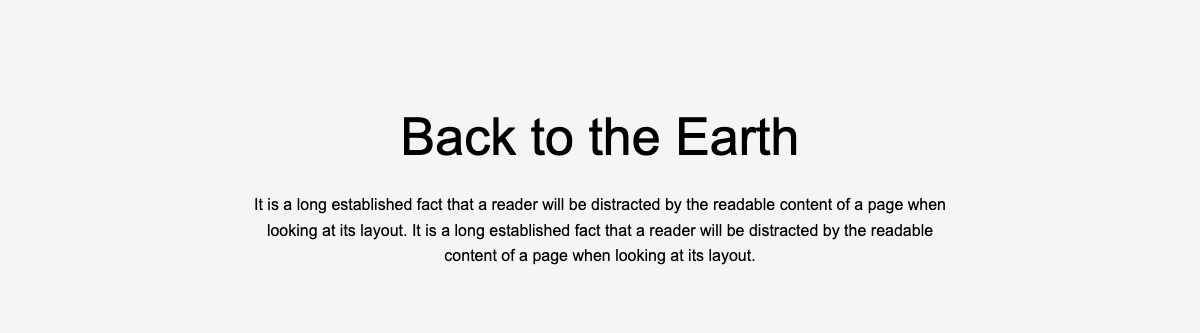 Back to the Earth
It is a long established fact that a reader will be distracted by the readable content of a page when
looking at its layout. It is a long established fact that a reader will be distracted by the readable
content of a page when looking at its layout.